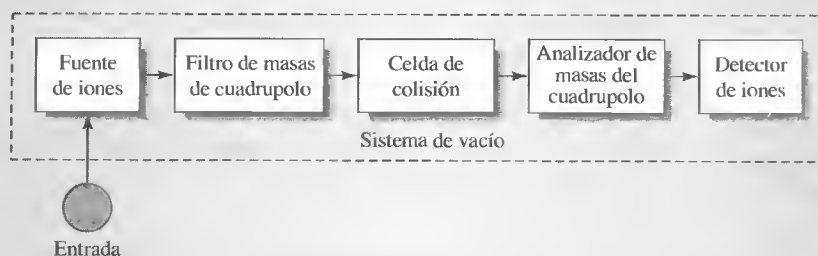 Fuente
de iones
Filtro de masas
de cuadrupolo
Celda de
colisión
Analizador de
masas del
cuadrupolo
Detector
de iones
Sistema de vacío
Entrada